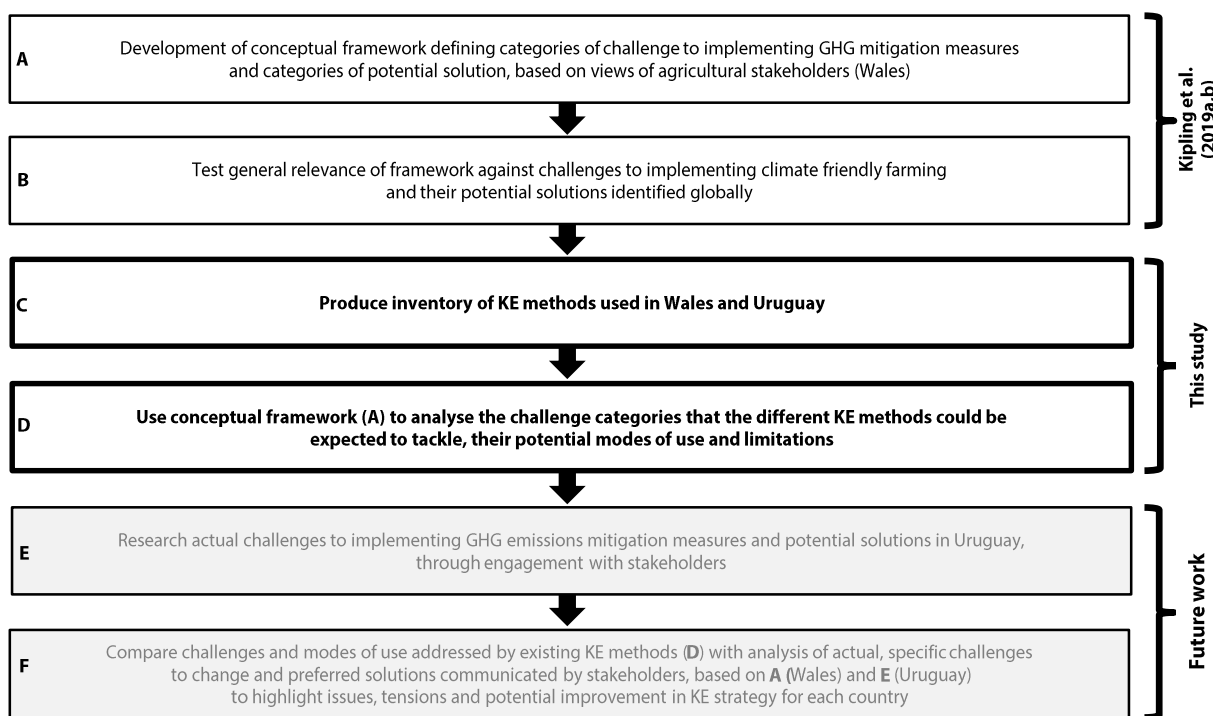 A
Development of conceptual framework defining categories of challenge to implementing GHG mitigation measures
and categories of potential solution, based on views of agricultural stakeholders (Wales)
B
Test general relevance of framework against challenges to implementing climate friendly farming
and their potential solutions identified globally
Kipling et al.
(2019a,b)
C
Produce inventory of KE methods used in Wales and Uruguay
D
Use conceptual framework (A) to analyse the challenge categories that the different KE methods could be
expected to tackle, their potential modes of use and limitations
This study
E
Research actual challenges to implementing GHG emissions mitigation measures and potential solutions in Uruguay,
through engagement with stakeholders
F
Compare challenges and modes of use addressed by existing KE methods (D) with analysis of actual, specific challenges
to change and preferred solutions communicated by stakeholders, based on A (Wales) and E (Uruguay)
to highlight issues, tensions and potential improvement in KE strategy for each country
Future work